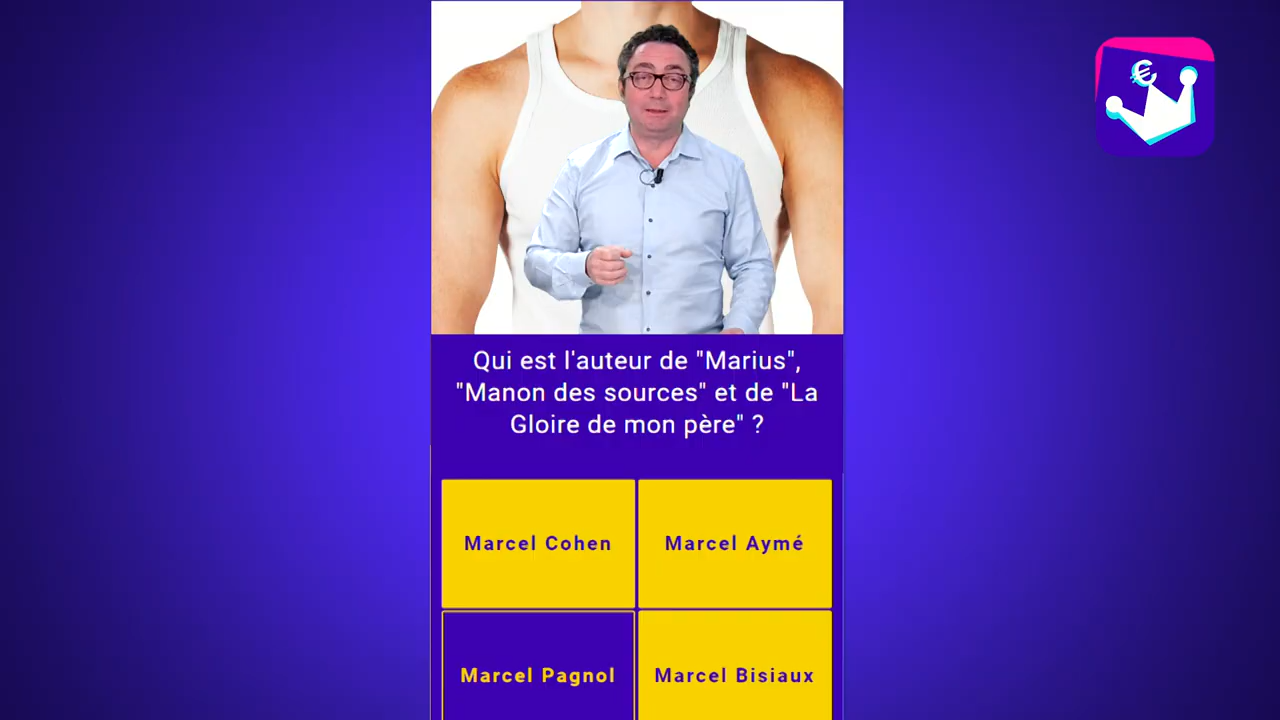 Qui est l'auteur de "Marius",
"Manon des sources" et de "La
Gloire de mon père" ?
Marcel Cohen
Marcel Aymé
Marcel Pagnol
Marcel Bisiaux
€